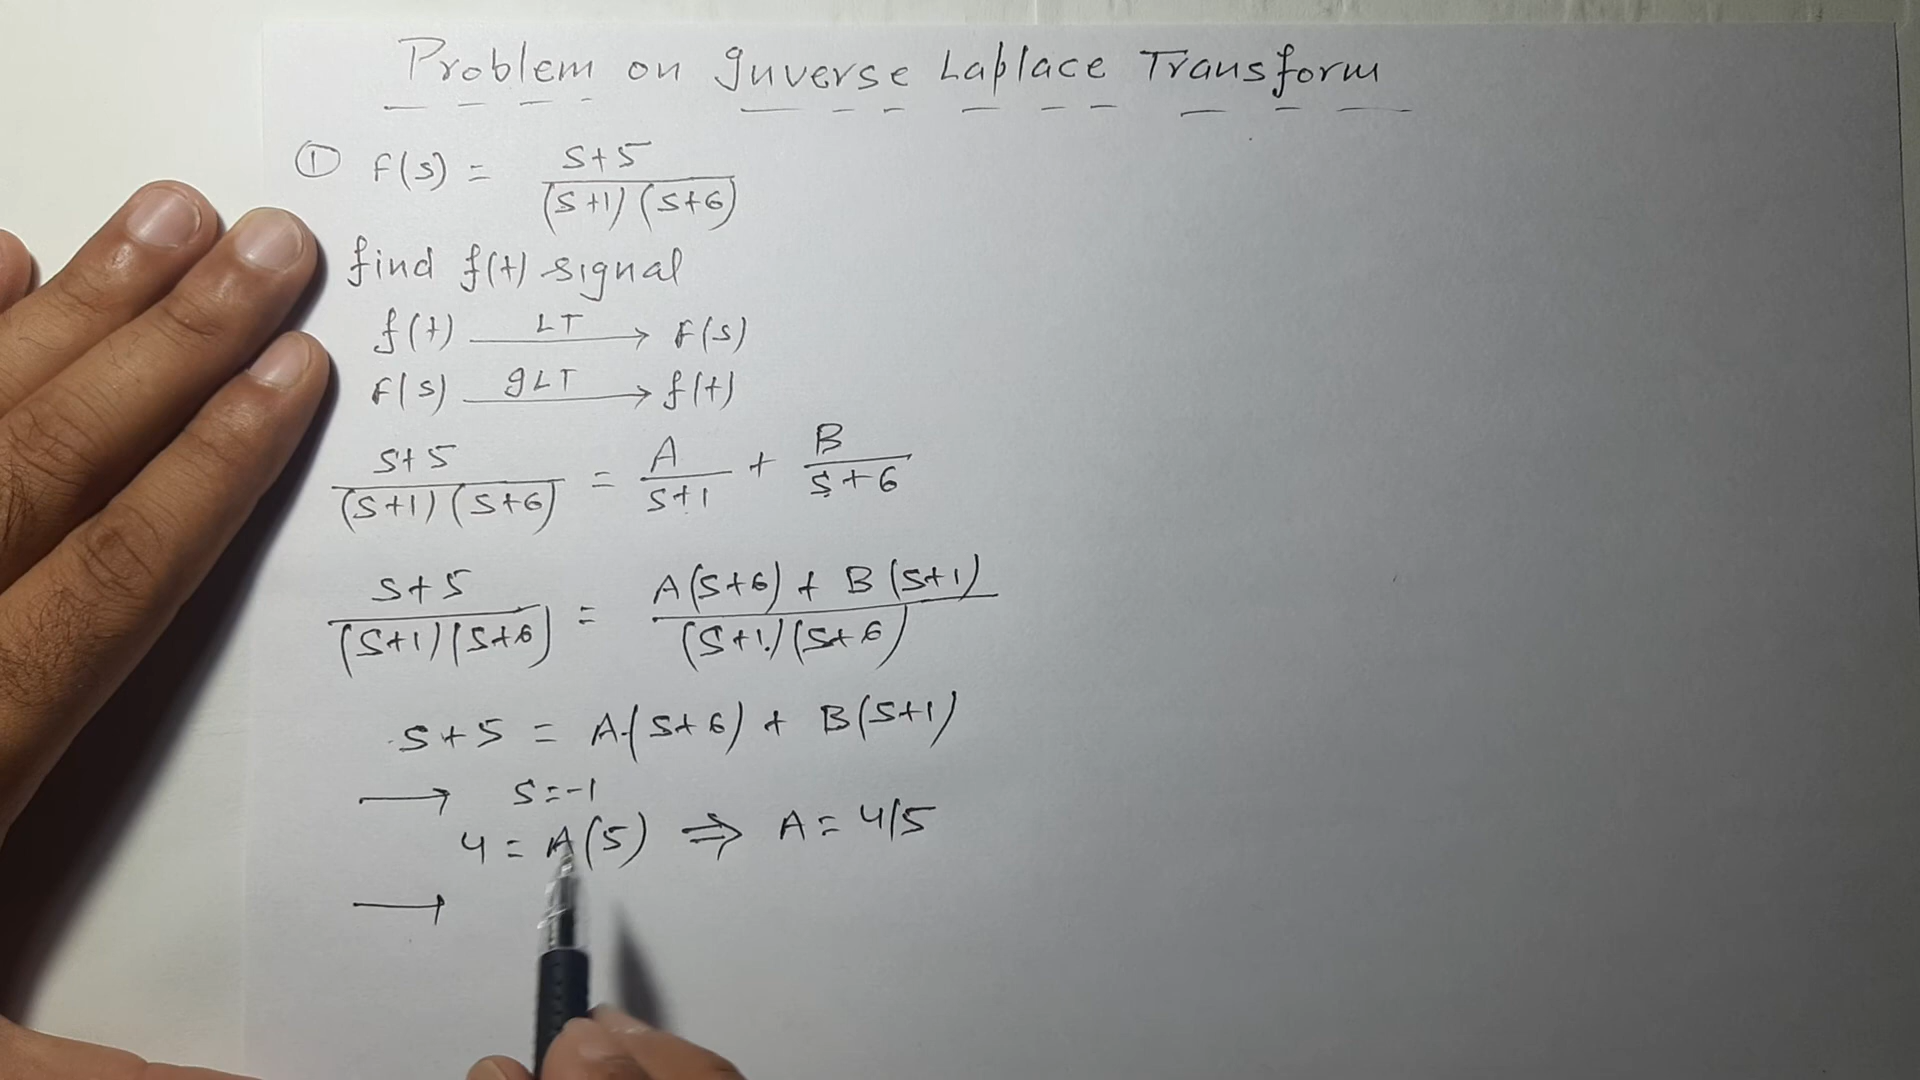 Problem on Inverse Laplace Transform
① F(s) = s+5 / (s+1)(s+6)
find f(t) signal
f(t) LT → F(s)
F(s) ILT → f(t)
s+5 / (s+1)(s+6) = A / s+1 + B / s+6
s+5 / (s+1)(s+6) = A(s+6) + B(s+1) / (s+1)(s+6)
s+5 = A(s+6) + B(s+1)
→ s=-1
4 = A(5) ⇒ A = 4/5
→